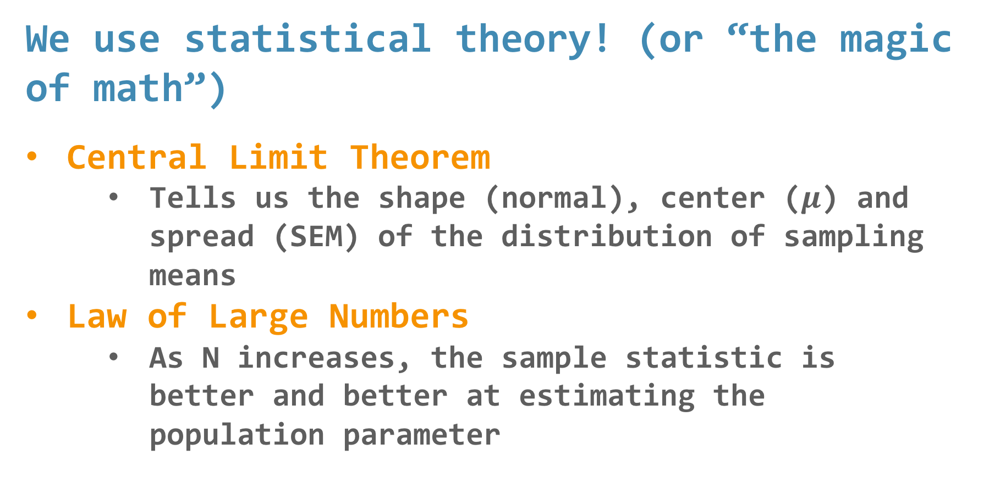 We use statistical theory! (or “the magic
of math”)
• Central Limit Theorem
• Tells us the shape (normal), center (𝝁) and
spread (SEM) of the distribution of sampling
means
• Law of Large Numbers
• As N increases, the sample statistic is
better and better at estimating the
population parameter